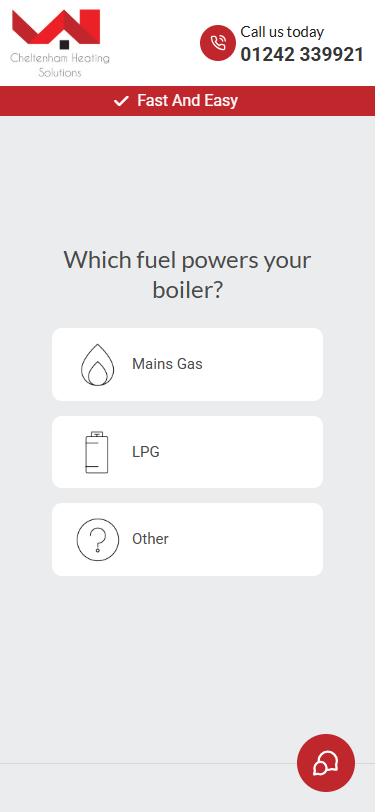 Cheltenham Heating
Solutions
Call us today
01242 339921
Fast And Easy
Which fuel powers your
boiler?
Mains Gas
LPG
Other